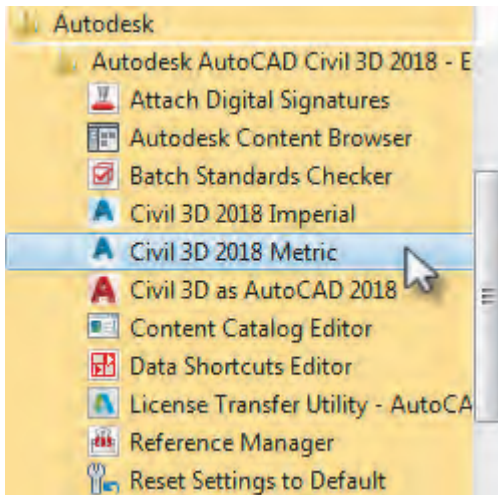 Autodesk
Autodesk AutoCAD Civil 3D 2018 - E
Attach Digital Signatures
Autodesk Content Browser
Batch Standards Checker
Civil 3D 2018 Imperial
Civil 3D 2018 Metric
Civil 3D as AutoCAD 2018
Content Catalog Editor
Data Shortcuts Editor
License Transfer Utility - AutoCA
Reference Manager
Reset Settings to Default